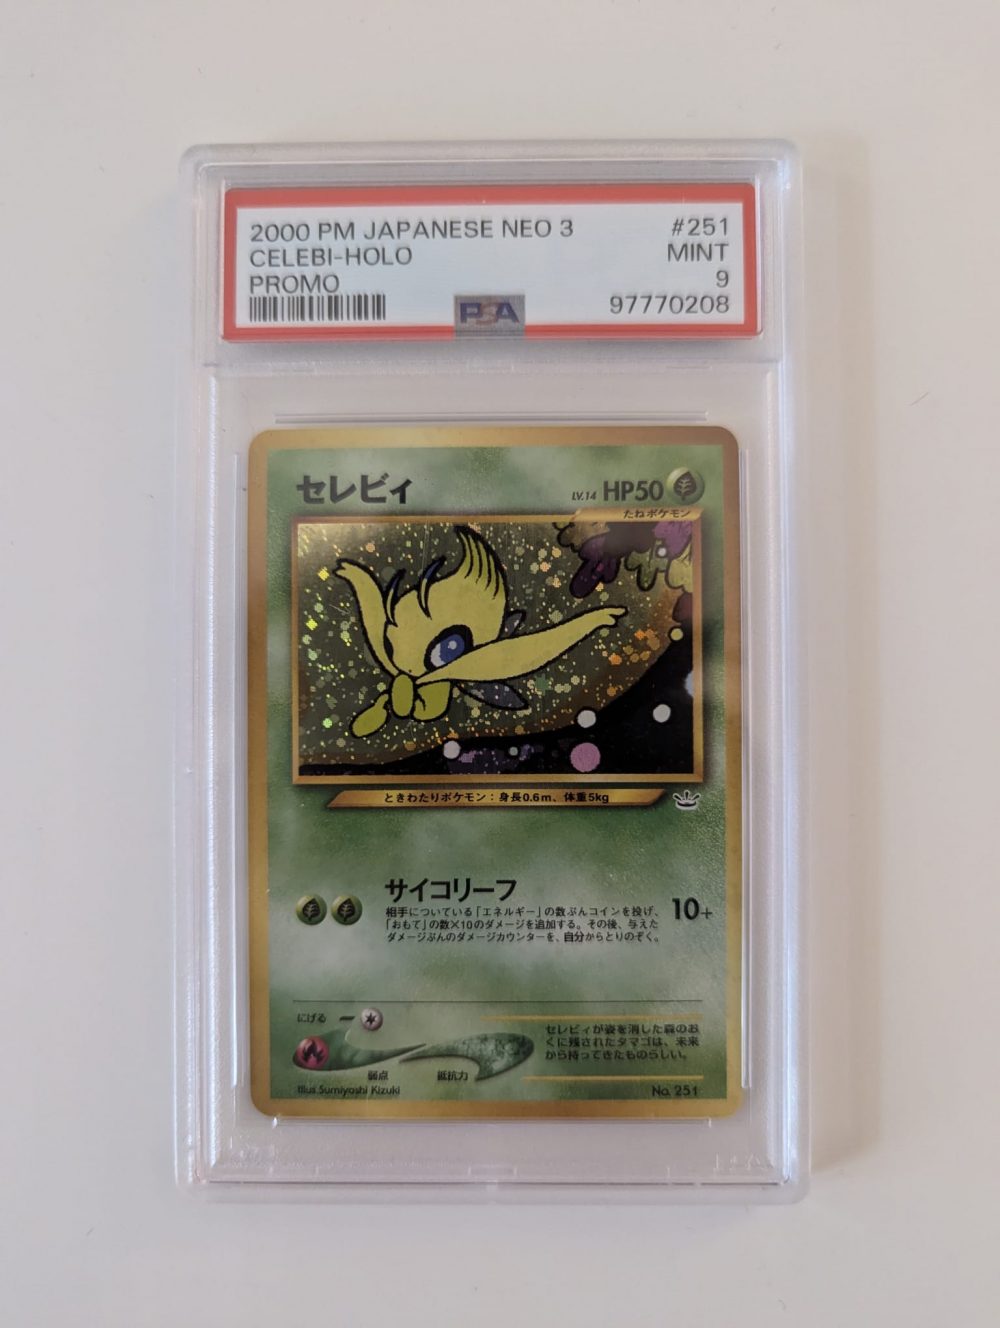 2000 PM JAPANESE NEO 3 #251
CELEBI-HOLO MINT
PROMO 9
PSA 97770208
セレビィ LV.14 HP50
たねポケモン
ときわたりポケモン：身長0.6m、体重5kg
サイコリーフ 10+
相手についている「エネルギー」の数ぶんコインを投げ、
「おもて」の数×10のダメージを追加する。その後、与えた
ダメージぶんのダメージカウンターを、自分からとりのぞく。
にげる
弱点 抵抗力
セレビィが姿を消した森のお
くに残されたタマゴは、未来
から持ってきたものらしい。
Illus.Sumiyoshi Kizuki No. 251